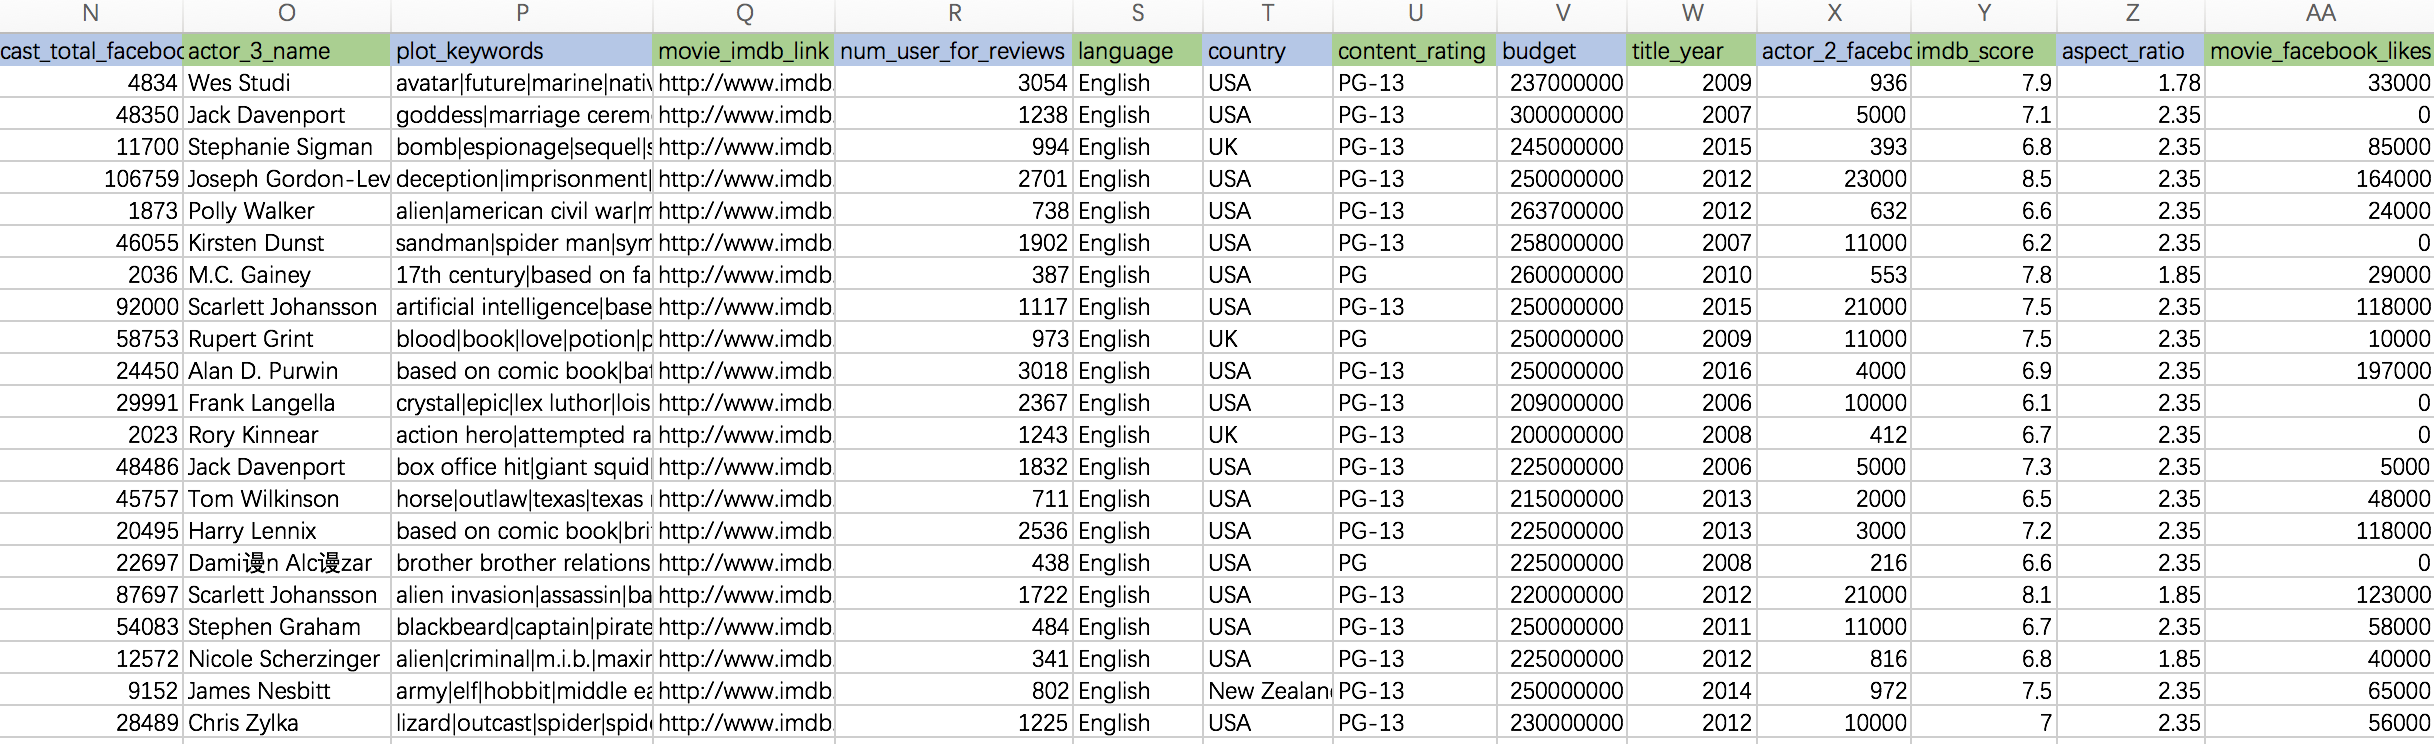 N O P Q R S T U V W X Y Z AA
cast_total_faceboo actor_3_name plot_keywords movie_imdb_link num_user_for_reviews language country content_rating budget title_year actor_2_facebo imdb_score aspect_ratio movie_facebook_likes
4834 Wes Studi avatar|future|marine|nativ http://www.imdb. 3054 English USA PG-13 237000000 2009 936 7.9 1.78 33000
48350 Jack Davenport goddess|marriage cerem http://www.imdb. 1238 English USA PG-13 300000000 2007 5000 7.1 2.35 0
11700 Stephanie Sigman bomb|espionage|sequel|s http://www.imdb. 994 English UK PG-13 245000000 2015 393 6.8 2.35 85000
106759 Joseph Gordon-Lev deception|imprisonment| http://www.imdb. 2701 English USA PG-13 250000000 2012 23000 8.5 2.35 164000
1873 Polly Walker alien|american civil war|m http://www.imdb. 738 English USA PG-13 263700000 2012 632 6.6 2.35 24000
46055 Kirsten Dunst sandman|spider man|sym http://www.imdb. 1902 English USA PG-13 258000000 2007 11000 6.2 2.35 0
2036 M.C. Gainey 17th century|based on fa http://www.imdb. 387 English USA PG 260000000 2010 553 7.8 1.85 29000
92000 Scarlett Johansson artificial intelligence|base http://www.imdb. 1117 English USA PG-13 250000000 2015 21000 7.5 2.35 118000
58753 Rupert Grint blood|book|love|potion|p http://www.imdb. 973 English UK PG 250000000 2009 11000 7.5 2.35 10000
24450 Alan D. Purwin based on comic book|bat http://www.imdb. 3018 English USA PG-13 250000000 2016 4000 6.9 2.35 197000
29991 Frank Langella crystal|epic|lex luthor|lois http://www.imdb. 2367 English USA PG-13 209000000 2006 10000 6.1 2.35 0
2023 Rory Kinnear action hero|attempted ra http://www.imdb. 1243 English UK PG-13 200000000 2008 412 6.7 2.35 0
48486 Jack Davenport box office hit|giant squid| http://www.imdb. 1832 English USA PG-13 225000000 2006 5000 7.3 2.35 5000
45757 Tom Wilkinson horse|outlaw|texas|texas http://www.imdb. 711 English USA PG-13 215000000 2013 2000 6.5 2.35 48000
20495 Harry Lennix based on comic book|bri http://www.imdb. 2536 English USA PG-13 225000000 2013 3000 7.2 2.35 118000
22697 Dami谩n Alc谩zar brother brother relations http://www.imdb. 438 English USA PG 225000000 2008 216 6.6 2.35 0
87697 Scarlett Johansson alien invasion|assassin|ba http://www.imdb. 1722 English USA PG-13 220000000 2012 21000 8.1 1.85 123000
54083 Stephen Graham blackbeard|captain|pirate http://www.imdb. 484 English USA PG-13 250000000 2011 11000 6.7 2.35 58000
12572 Nicole Scherzinger alien|criminal|m.i.b.|maxir http://www.imdb. 341 English USA PG-13 225000000 2012 816 6.8 1.85 40000
9152 James Nesbitt army|elf|hobbit|middle ea http://www.imdb. 802 English New Zealan PG-13 250000000 2014 972 7.5 2.35 65000
28489 Chris Zylka lizard|outcast|spider|spid http://www.imdb. 1225 English USA PG-13 230000000 2012 10000 7 2.35 56000